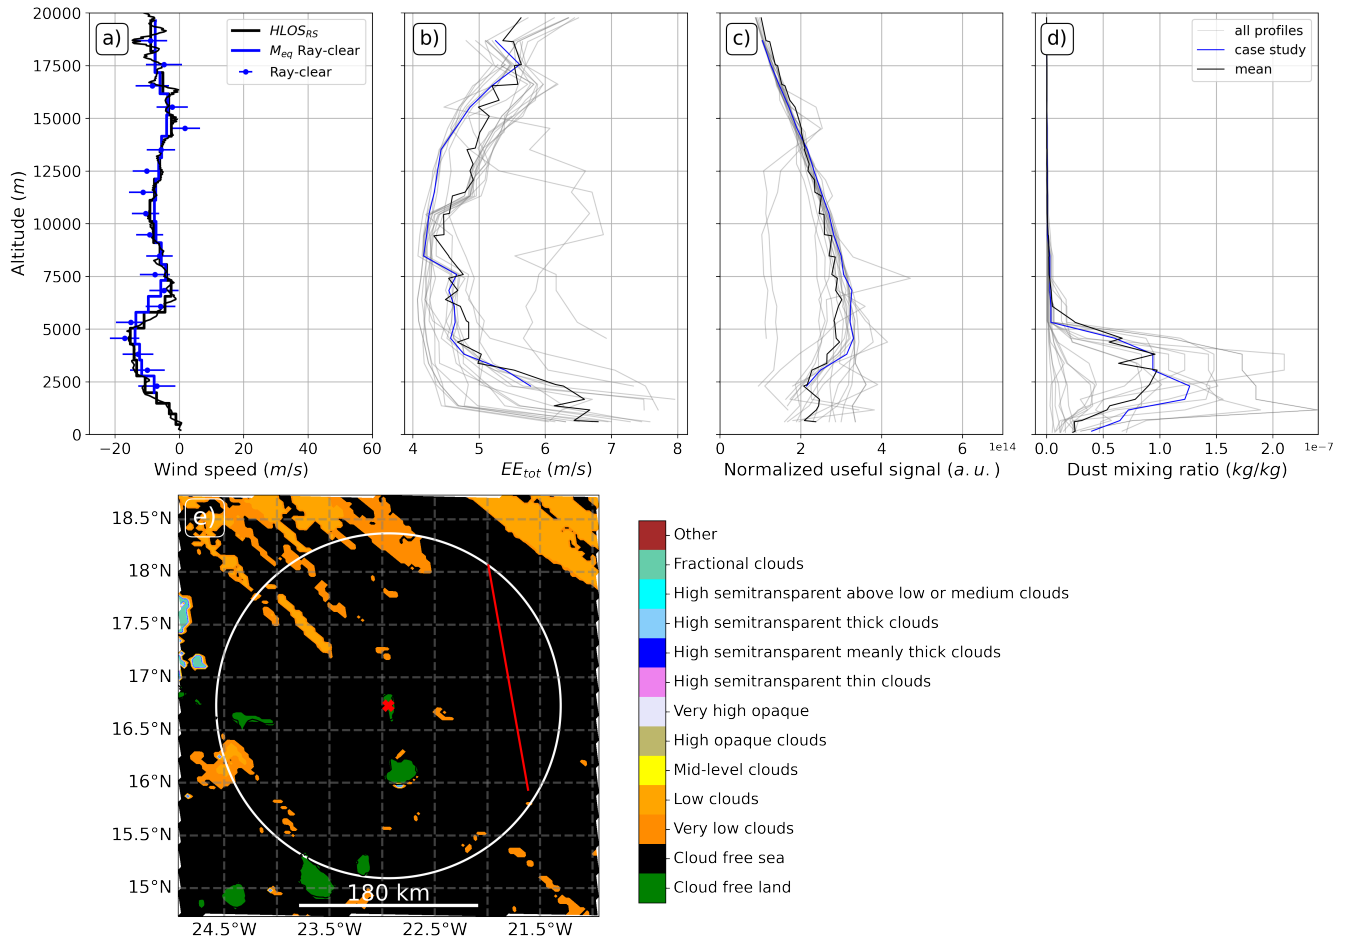 a)
HLOS_RS
M_eq Ray-clear
Ray-clear
20000
17500
15000
12500
10000
7500
5000
2500
0
Altitude (m)
−20 0 20 40 60
Wind speed (m/s)
b)
4 5 6 7 8
EE_tot (m/s)
c)
0 2 4 6
1e14
Normalized useful signal (a.u.)
d)
all profiles
case study
mean
0.0 0.5 1.0 1.5 2.0
1e−7
Dust mixing ratio (kg/kg)
e)
18.5°N
18°N
17.5°N
17°N
16.5°N
16°N
15.5°N
15°N
180 km
24.5°W 23.5°W 22.5°W 21.5°W
Other
Fractional clouds
High semitransparent above low or medium clouds
High semitransparent thick clouds
High semitransparent meanly thick clouds
High semitransparent thin clouds
Very high opaque
High opaque clouds
Mid-level clouds
Low clouds
Very low clouds
Cloud free sea
Cloud free land